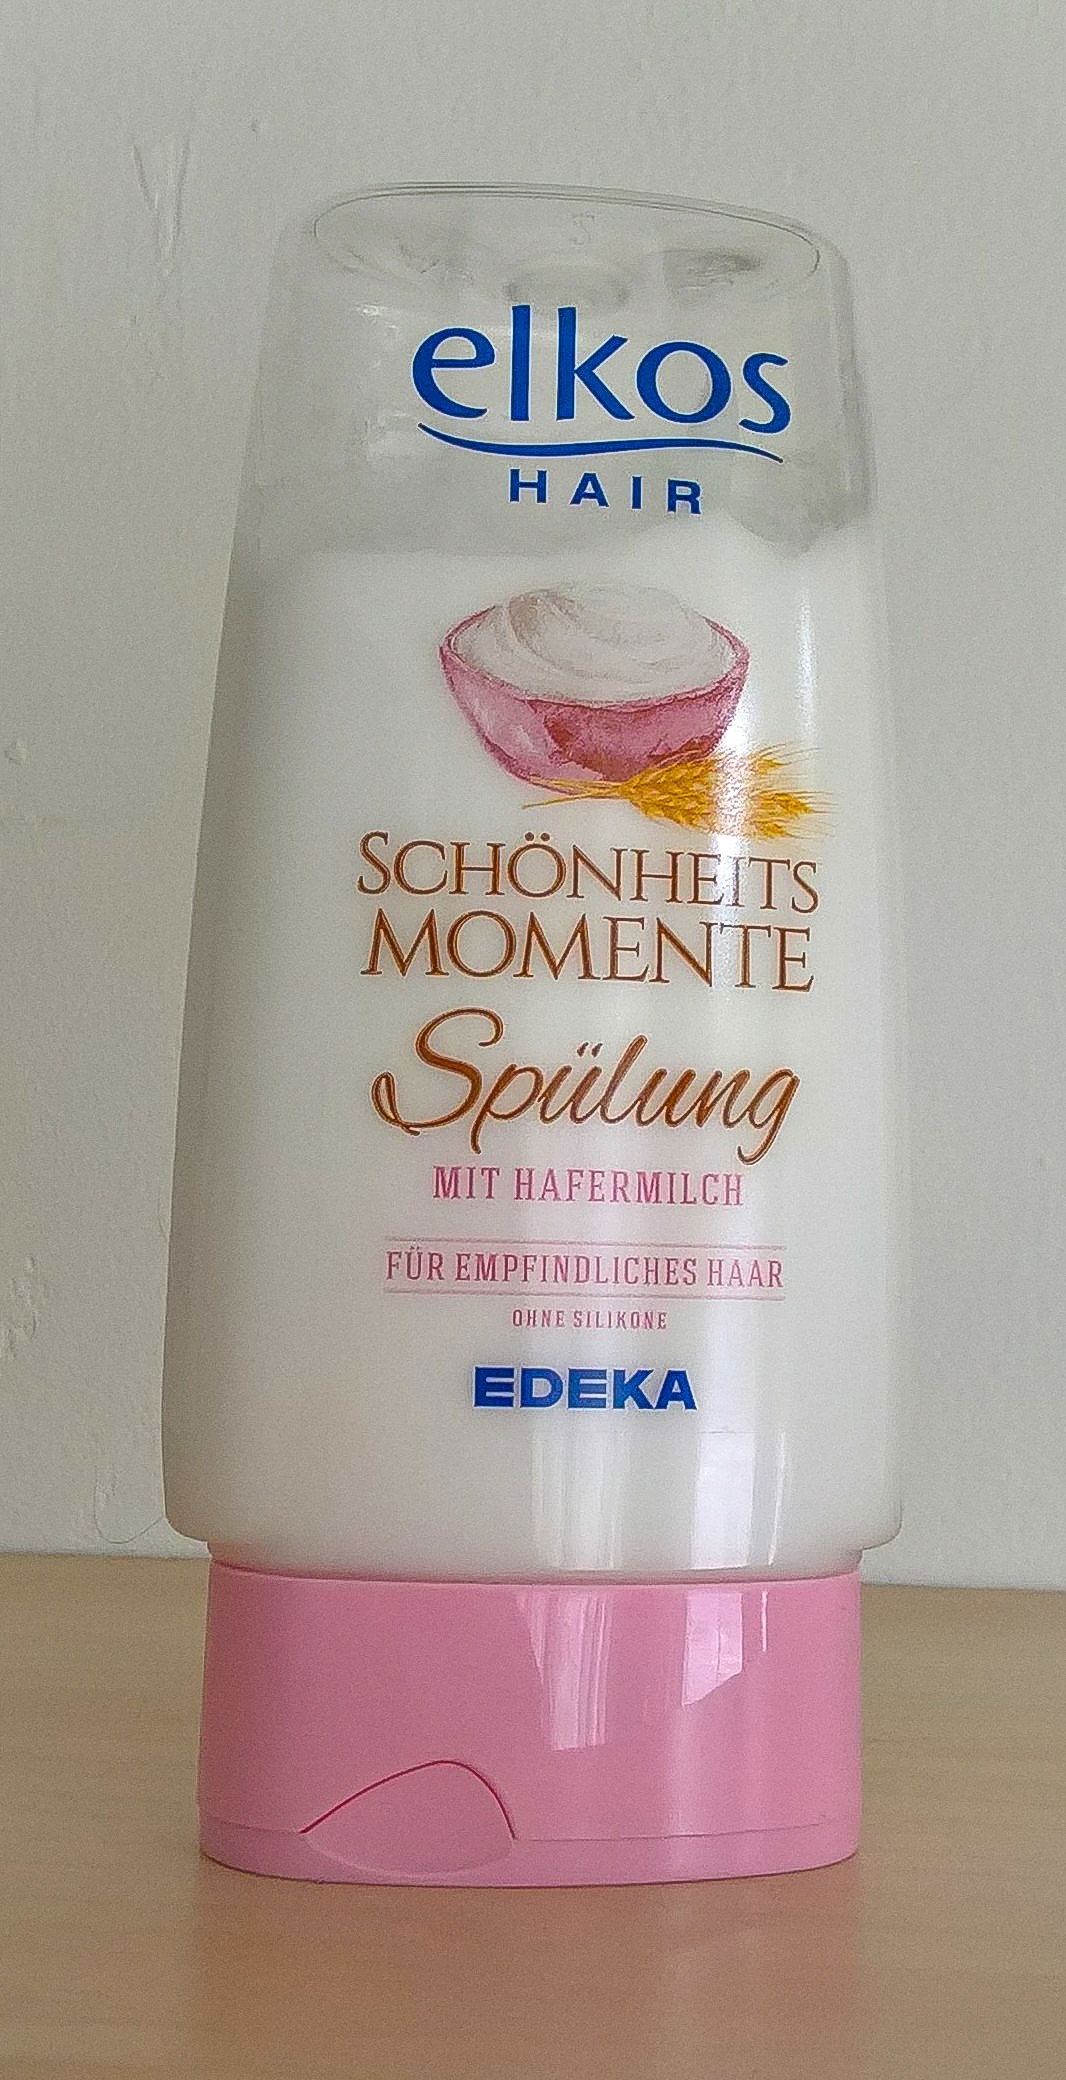 elkos
HAIR
SCHÖNHEITS
MOMENTE
Spülung
MIT HAFERMILCH
FÜR EMPFINDLICHES HAAR
OHNE SILIKONE
EDEKA